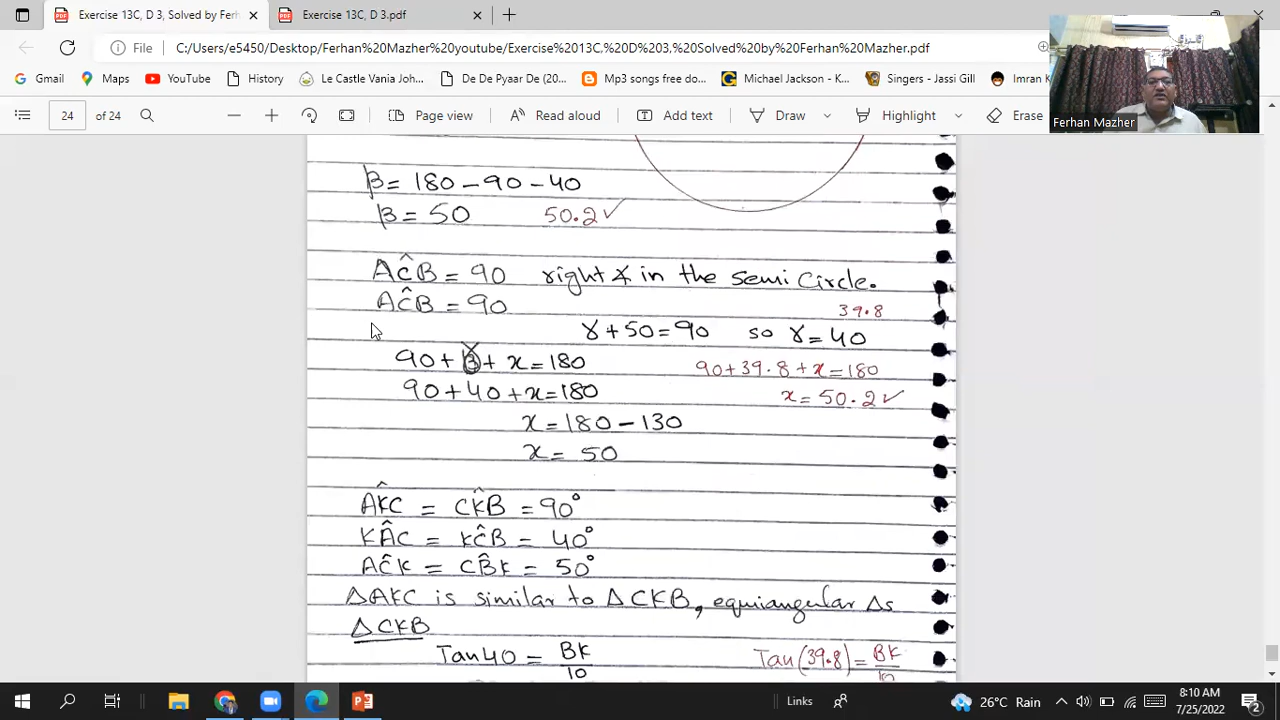 Exercise 13C, D 3, Solved by Ferh
Exercise 13C, D 3.pdf
File
C:/Users/e5450/Desktop/Ferhan%20Mazher/Youtube/Exercise%2013C,%20D%203,%20Solved%20by%20Ferhan%20Mazher.pdf
Gmail Maps YouTube History Le Castle Vania Joh... De De Pyaar De (20... Mp3 songs free do... Michael Jackson - K... Singers - Jassi Gill Imran K
24 of 24 Page view Read aloud Add text Draw Highlight Erase
Ferhan Mazher
β = 180 - 90 - 40
β = 50 50.2 ✓
AĈB = 90 right ∡ in the Semi Circle.
AĈB = 90
39.8
γ + 50 = 90 so γ = 40
90 + γ + x = 180 90 + 39.8 + x = 180
90 + 40 + x = 180 x = 50.2 ✓
x = 180 - 130
x = 50
AK̂C = CK̂B = 90°
KÂC = KĈB = 40°
AĈK = CB̂K = 50°
ΔAKC is similar to ΔCKB, equiangular Δs
ΔCKB
Tan 40 = BK/10 Tan(39.8) = BK/10
Links 26°C Rain 8:10 AM
7/25/2022 2